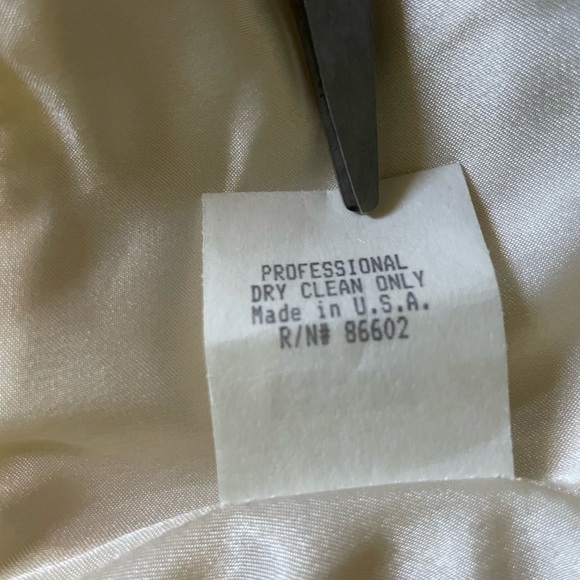 PROFESSIONAL
DRY CLEAN ONLY
Made in U.S.A.
R/N# 86602